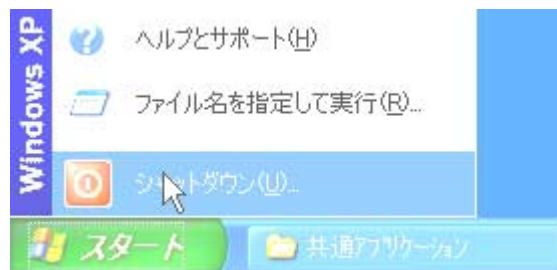 Windows XP
ヘルプとサポート(H)
ファイル名を指定して実行(R)...
シャットダウン(U)...
スタート
共通アプリケーション